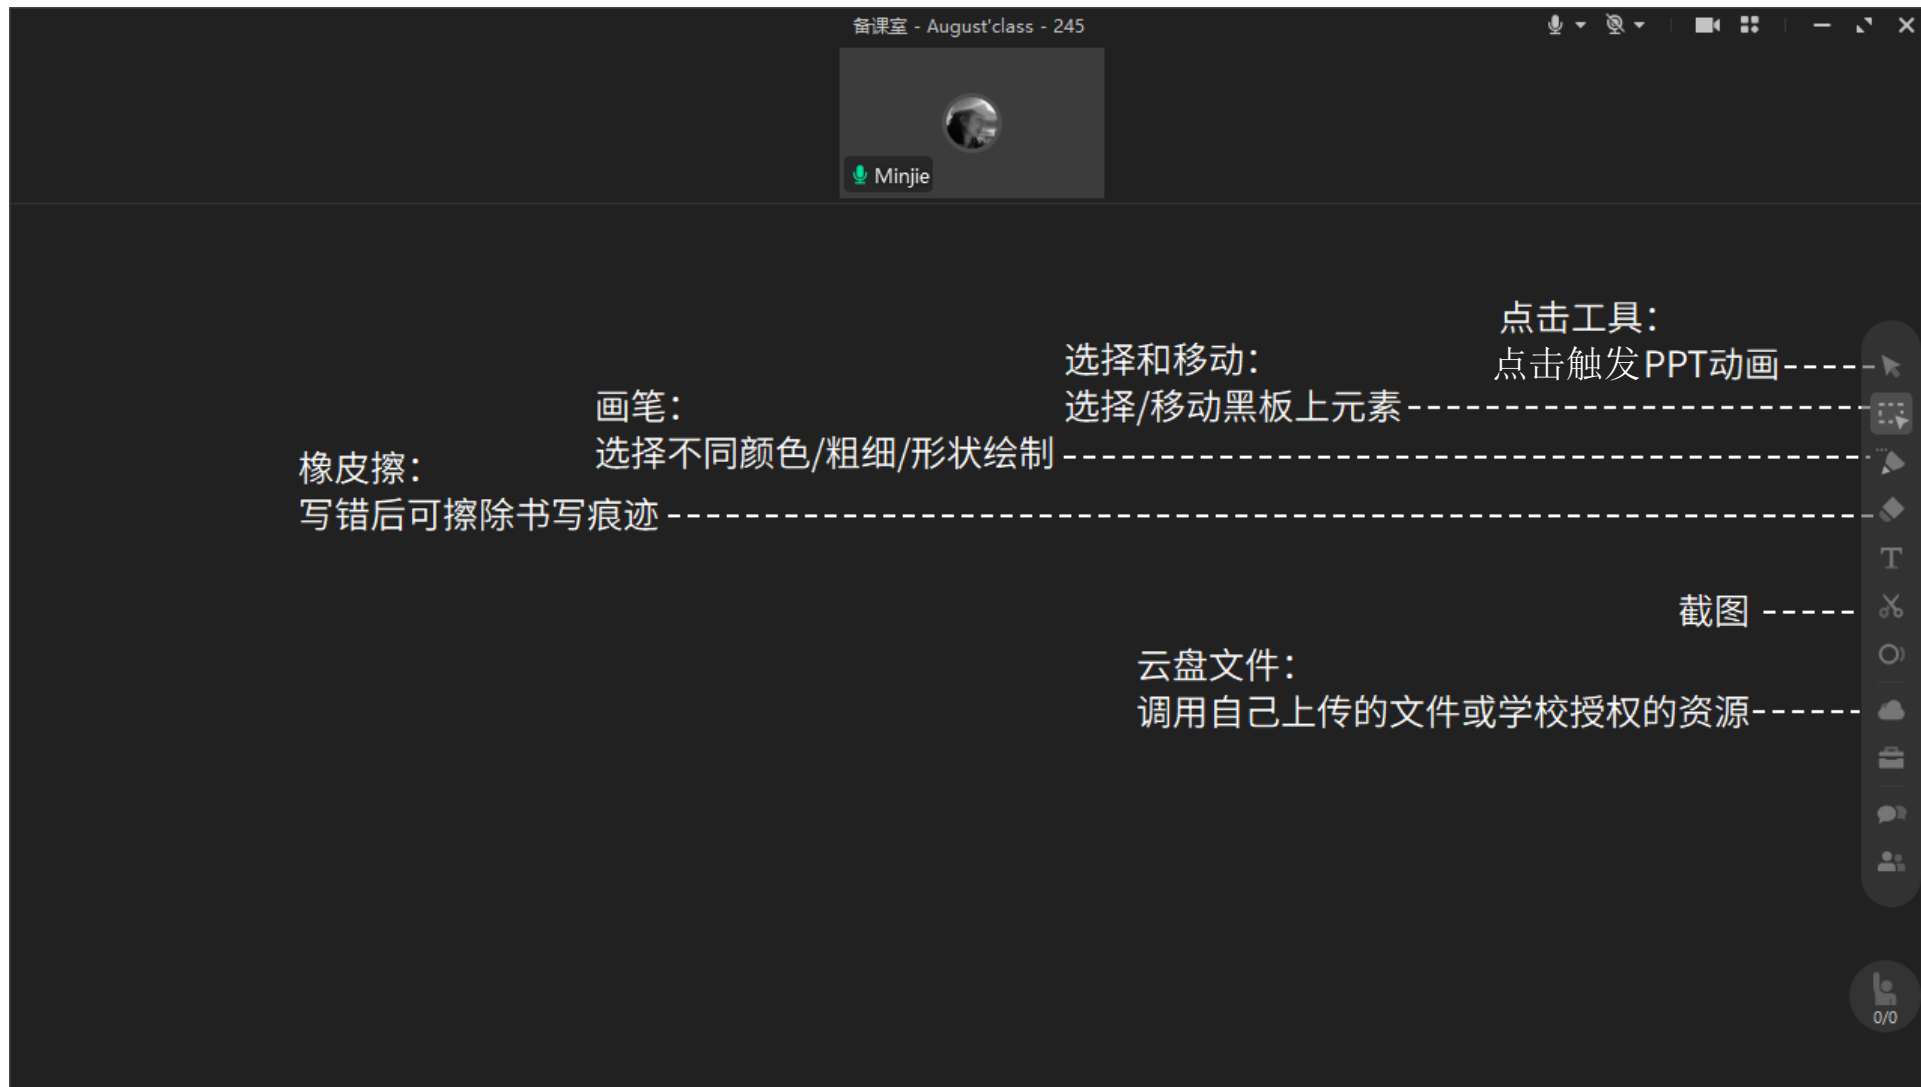 备课室 - August'class - 245
Minjie
点击工具：
点击触发PPT动画
选择和移动：
选择/移动黑板上元素
画笔：
选择不同颜色/粗细/形状绘制
橡皮擦：
写错后可擦除书写痕迹
T
截图
云盘文件：
调用自己上传的文件或学校授权的资源
0/0